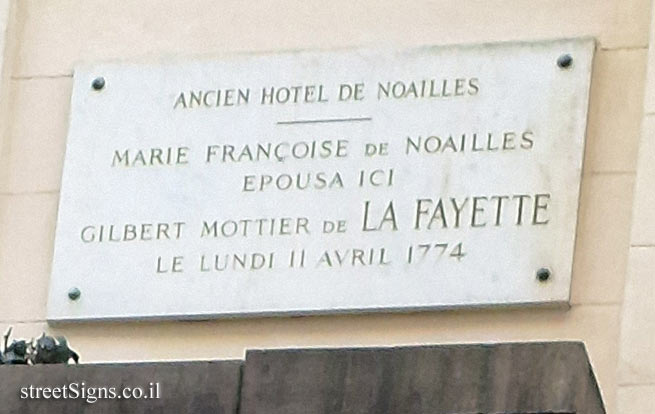 ANCIEN HOTEL DE NOAILLES
MARIE FRANÇOISE DE NOAILLES
EPOUSA ICI
GILBERT MOTTIER DE LA FAYETTE
LE LUNDI 11 AVRIL 1774
streetSigns.co.il